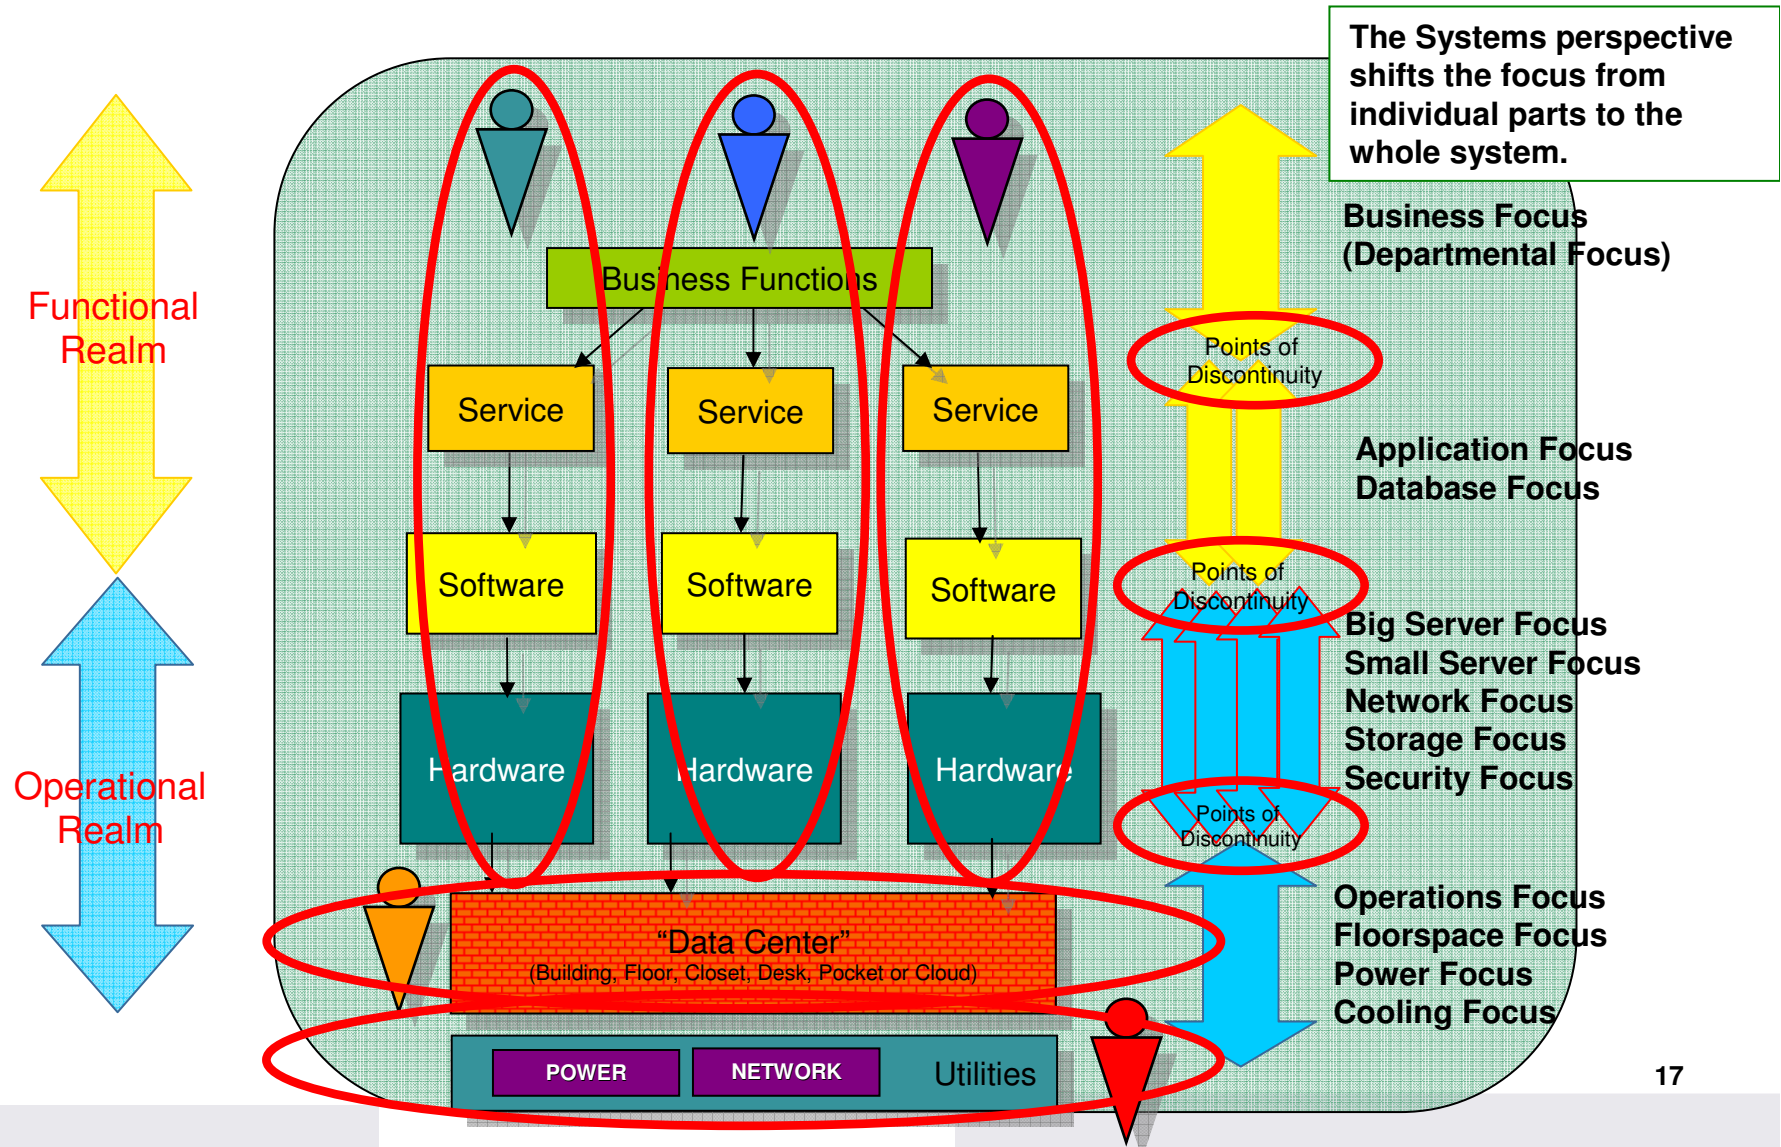 The Systems perspective
shifts the focus from
individual parts to the
whole system.
Functional
Realm
Operational
Realm
Business Functions
Service
Service
Service
Software
Software
Software
Hardware
Hardware
Hardware
“Data Center”
(Building, Floor, Closet, Desk, Pocket or Cloud)
POWER
NETWORK
Utilities
Business Focus
(Departmental Focus)
Points of
Discontinuity
Application Focus
Database Focus
Points of
Discontinuity
Big Server Focus
Small Server Focus
Network Focus
Storage Focus
Security Focus
Points of
Discontinuity
Operations Focus
Floorspace Focus
Power Focus
Cooling Focus
17